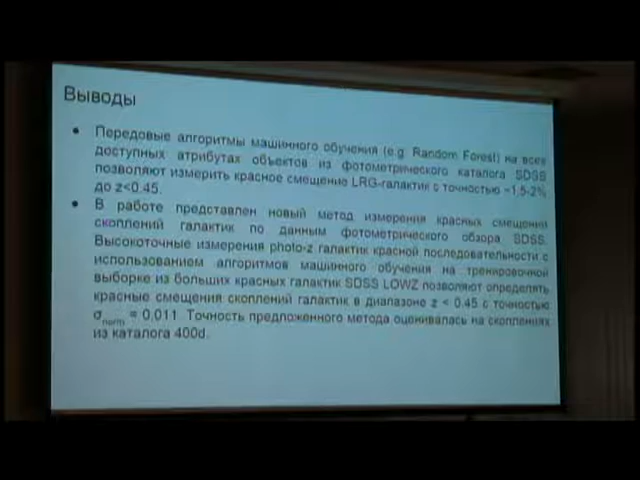 Выводы
● Передовые алгоритмы машинного обучения (e.g. Random Forest) на всех
доступных атрибутах объектов из фотометрического каталога SDSS
позволяют измерить красное смещение LRG-галактик с точностью ~1,5-2%
до z<0.45.
● В работе представлен новый метод измерения красных смещений
скоплений галактик по данным фотометрического обзора SDSS.
Высокоточные измерения photo-z галактик красной последовательности с
использованием алгоритмов машинного обучения на тренировочной
выборке из больших красных галактик SDSS LOWZ позволяют определять
красные смещения скоплений галактик в диапазоне z < 0.45 с точностью
σnorm = 0,011. Точность предложенного метода оценивалась на скоплениях
из каталога 400d.